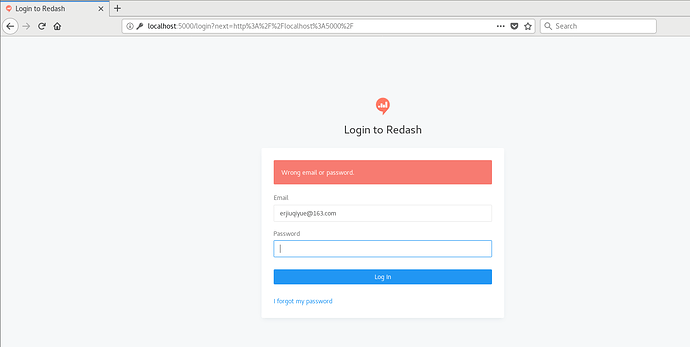 Login to Redash
localhost:5000/login?next=http%3A%2F%2Flocalhost%3A5000%2F
Search
Login to Redash
Wrong email or password.
Email
erjiuqiyue@163.com
Password
Log In
I forgot my password